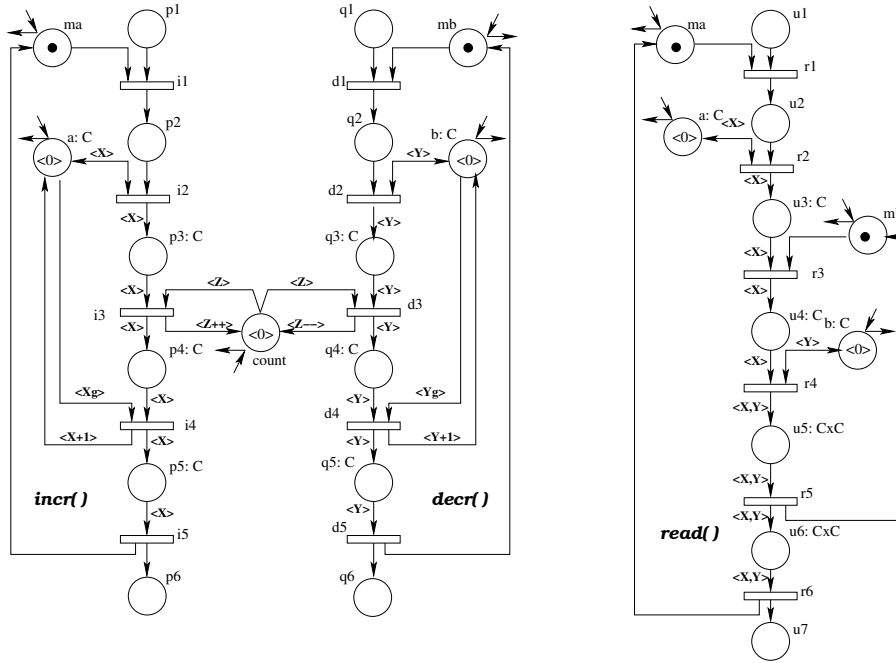 p1
q1
u1
ma
mb
ma
i1
d1
r1
p2
q2
u2
a: C
b: C
a: C
<X>
<0>
<X>
<Y>
<0>
<0>
i2
d2
r2
<X>
<Y>
<X>
p3: C
q3: C
u3: C
<X>
<Z>
<Z>
<Y>
<X>
r3
i3
d3
<X>
<X>
<Z++>
<0>
<Z-->
<Y>
u4: C
b: C
p4: C
count
q4: C
<X>
<Y>
<0>
<Xg>
<X>
<Yg>
<Y>
r4
i4
d4
<X,Y>
<X+1>
<X>
<Y>
<Y+1>
u5: CxC
p5: C
q5: C
<X,Y>
incr( )
<X>
<Y>
decr( )
r5
<X,Y>
read( )
u6: CxC
i5
d5
<X,Y>
r6
p6
q6
u7